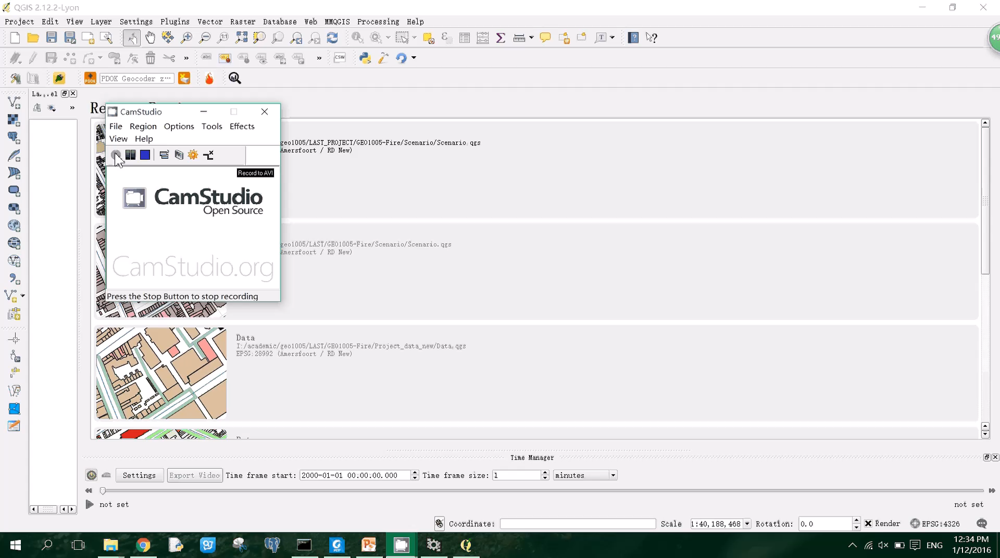 QGIS 2.12.2-Lyon
Project Edit View Layer Settings Plugins Vector Raster Database Web MMQGIS Processing Help
49
abc
CSW
PDOK
PDOK Geocoder z…
CamStudio
File Region Options Tools Effects
View Help
Record to AVI
CamStudio
Open Source
CamStudio.org
Press the Stop Button to stop recording
geo1005/LAST_PROJECT/GEO1005-Fire/Scenario/Scenario.qgs
Amersfoort / RD New)
geo1005/LAST/GEO1005-Fire/Scenario/Scenario.qgs
(Amersfoort / RD New)
Data
I:/academic/geo1005/LAST/GEO1005-Fire/Project_data_new/Data.qgs
EPSG:28992 (Amersfoort / RD New)
Time Manager
Settings Export Video Time frame start: 2000-01-01 00.00.00.000 Time frame size: 1 minutes
not set not set
Coordinate: Scale 1:40,188,468 Rotation: 0.0 Render EPSG:4326
ENG
12:34 PM
1/12/2016